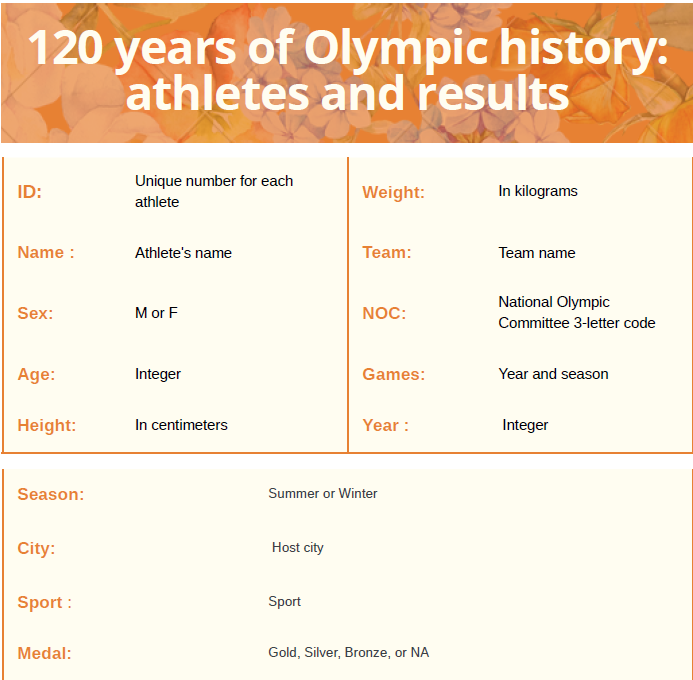 120 years of Olympic history:
athletes and results
ID: Unique number for each
athlete
Name : Athlete's name
Sex: M or F
Age: Integer
Height: In centimeters
Weight: In kilograms
Team: Team name
NOC: National Olympic
Committee 3-letter code
Games: Year and season
Year : Integer
Season: Summer or Winter
City: Host city
Sport : Sport
Medal: Gold, Silver, Bronze, or NA